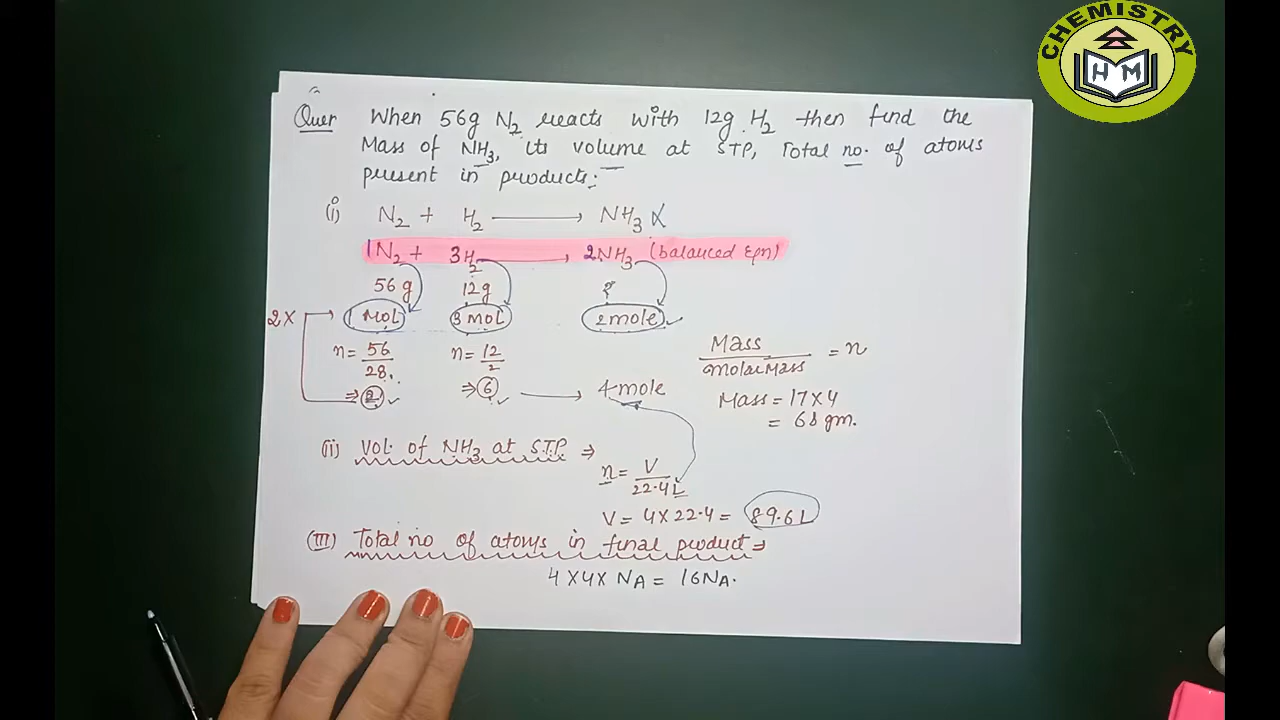 CHEMISTRY
H M
Ques When 56g N2 reacts with 12g H2 then find the
Mass of NH3, its volume at STP, Total no. of atoms
present in products:
(i) N2 + H2 ⟶ NH3
1N2 + 3H2 ⟶ 2NH3 (balanced Eqn)
56g 12g ?
2X → 1 Mol 3 Mol 2 mole
n = 56/28 n = 12/2
⇒ 2 ⇒ 6 ⟶ 4 mole
Mass/molar Mass = n
Mass = 17 X 4
= 68 gm.
(ii) Vol. of NH3 at S.T.P ⇒
n = V/22.4L
V = 4 X 22.4 = 89.6 L
(III) Total no of atoms in final product ⇒
4 X 4 X NA = 16NA.